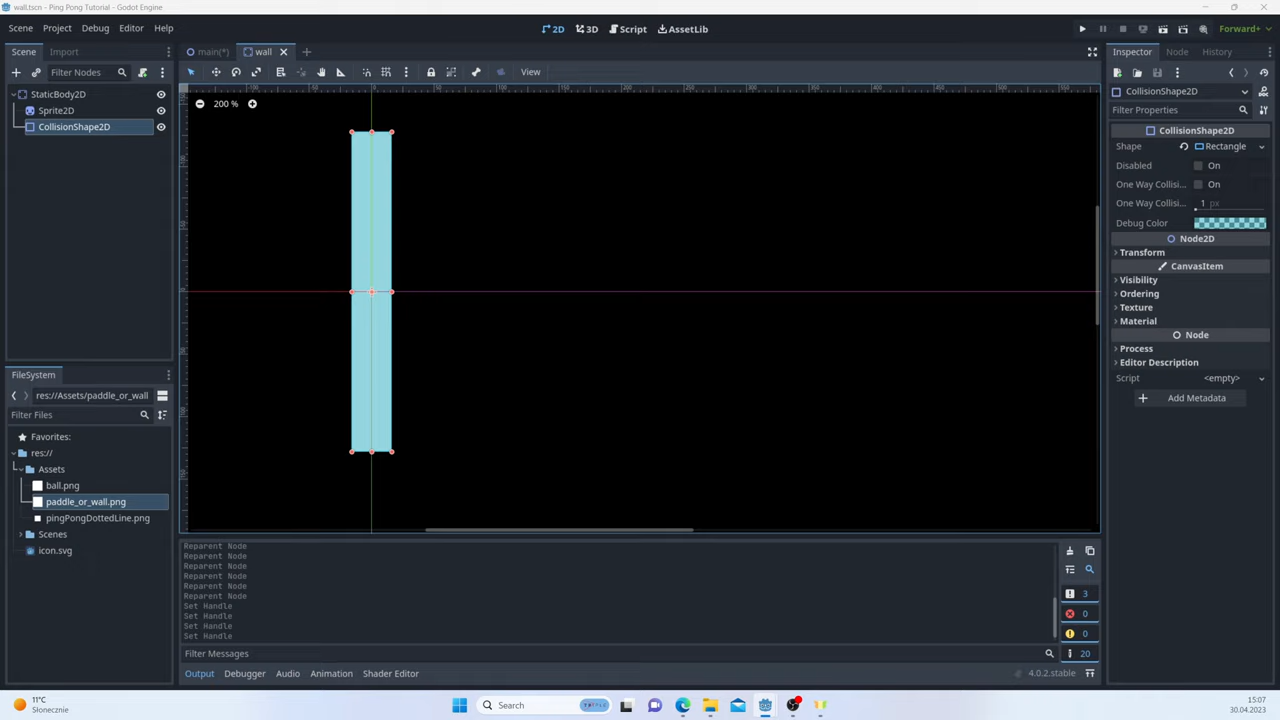 wall.tscn - Ping Pong Tutorial - Godot Engine
Scene Project Debug Editor Help
2D 3D Script AssetLib
Forward+
Scene Import
main(*) wall
Inspector Node History
Filter Nodes
View
StaticBody2D
Sprite2D
CollisionShape2D
200 %
CollisionShape2D
Filter Properties
CollisionShape2D
Shape Rectangle
Disabled On
One Way Collisi... On
One Way Collisi... 1 px
Debug Color
Node2D
Transform
CanvasItem
Visibility
Ordering
Texture
Material
Node
Process
Editor Description
Script <empty>
Add Metadata
FileSystem
res://Assets/paddle_or_wall
Filter Files
Favorites:
res://
Assets
ball.png
paddle_or_wall.png
pingPongDottedLine.png
Scenes
icon.svg
Reparent Node
Reparent Node
Reparent Node
Reparent Node
Reparent Node
Reparent Node
Set Handle
Set Handle
Set Handle
Set Handle
3
0
0
20
Filter Messages
Output Debugger Audio Animation Shader Editor
4.0.2.stable
11°C
Słonecznie
Search
15:07
30.04.2023